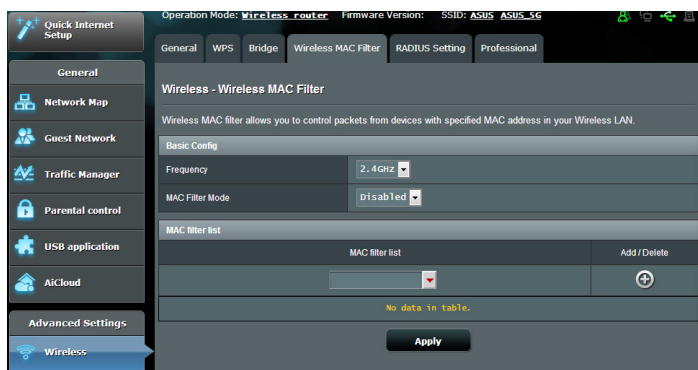 Operation Mode: Wireless router Firmware Version: SSID: ASUS ASUS_5G
Quick Internet
Setup
General WPS Bridge Wireless MAC Filter RADIUS Setting Professional
General
Network Map
Guest Network
Traffic Manager
Parental control
USB application
AiCloud
Advanced Settings
Wireless
Wireless - Wireless MAC Filter
Wireless MAC filter allows you to control packets from devices with specified MAC address in your Wireless LAN.
Basic Config
Frequency 2.4GHz
MAC Filter Mode Disabled
MAC filter list
MAC filter list Add / Delete
No data in table.
Apply